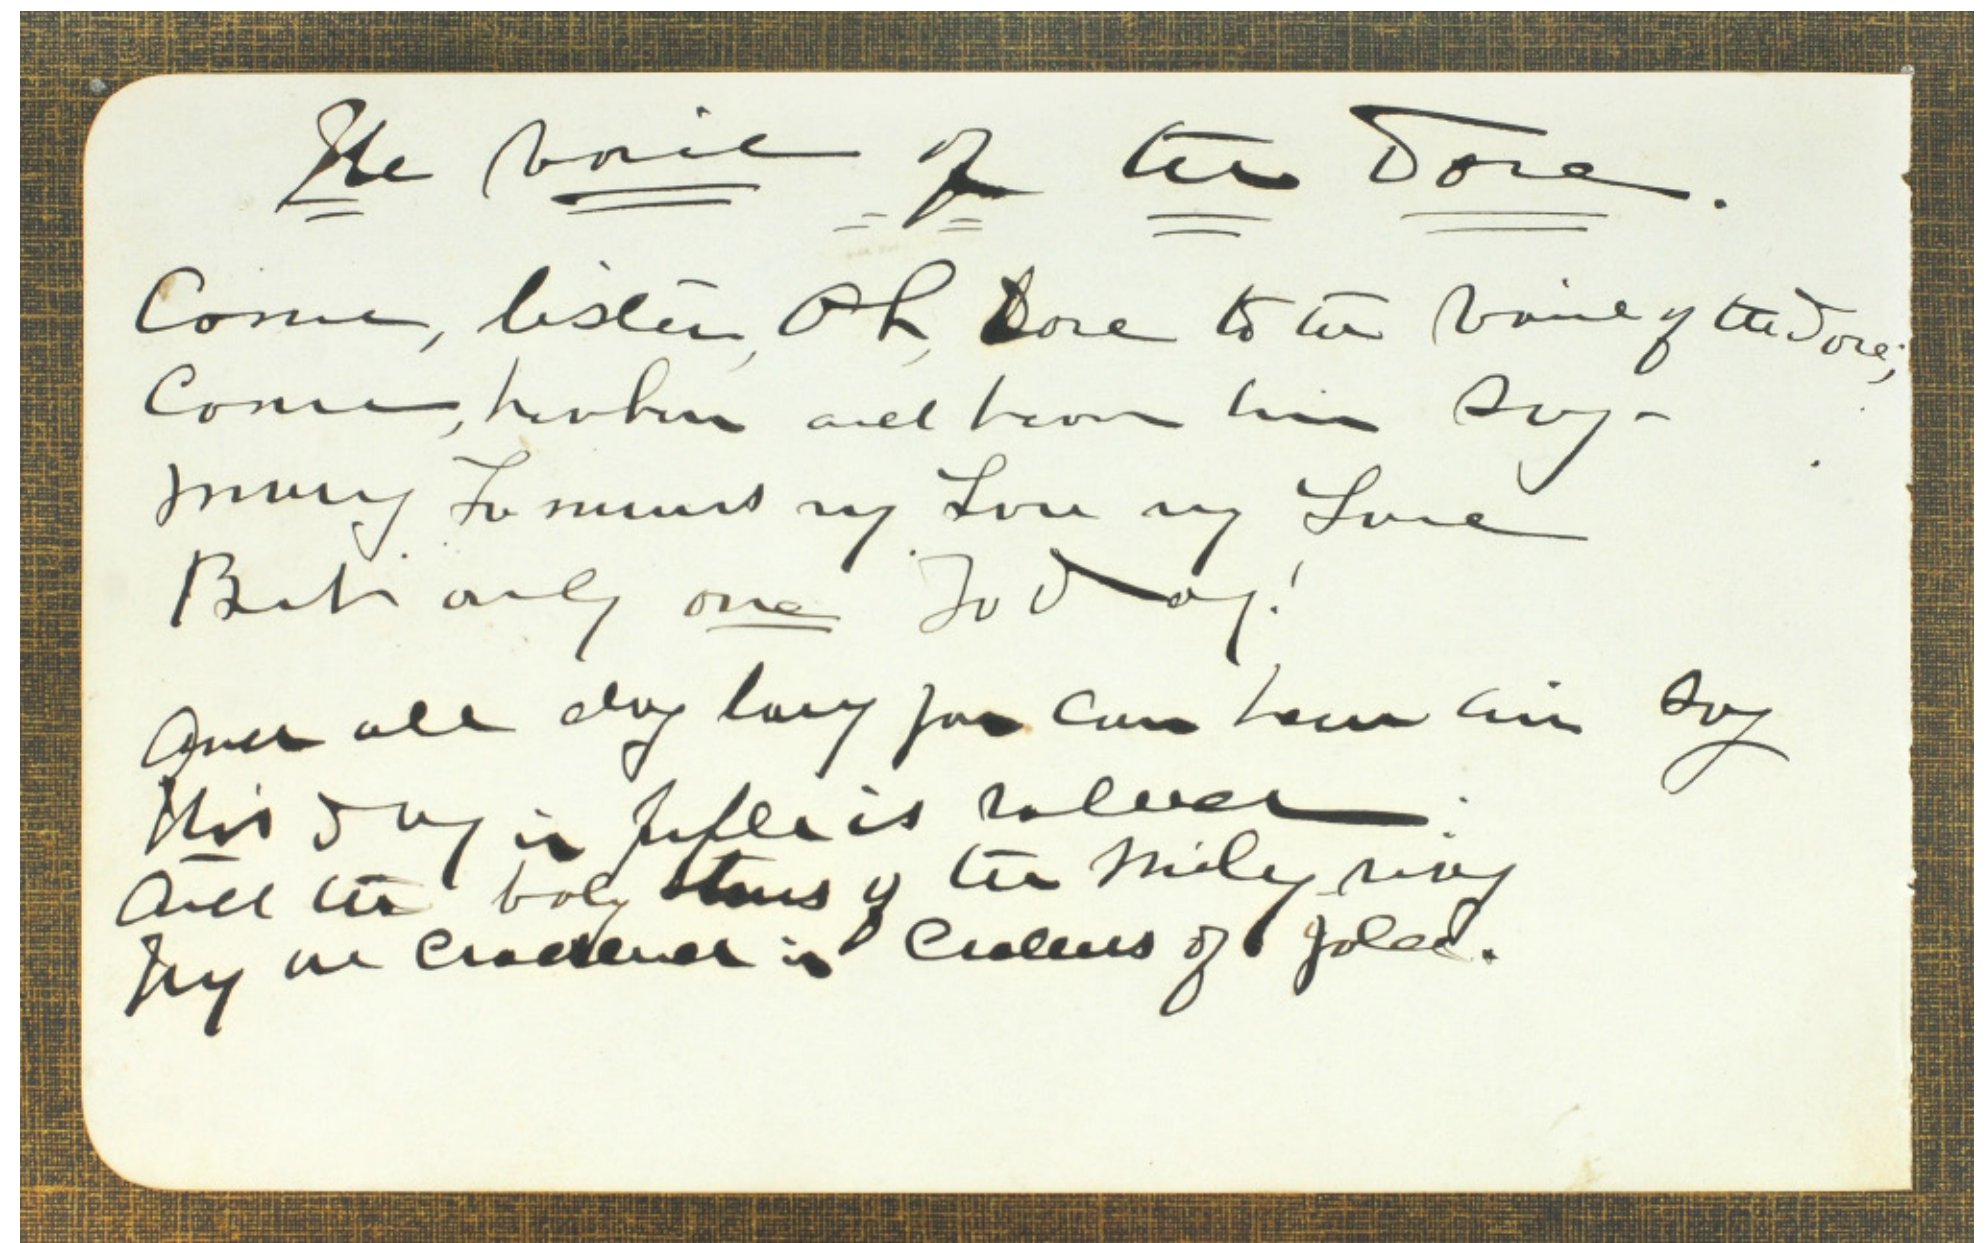 The voice of the Dove.
Come, listen, Oh, Love to the voice of the Dove;
Come, hearken and hear him say-
Many To morrows my Love my Love
But only one To Day!
And all day long you can hear him say
This day in purple is rolled
And the baby stars of the milky way
They are cradled in cradles of gold.